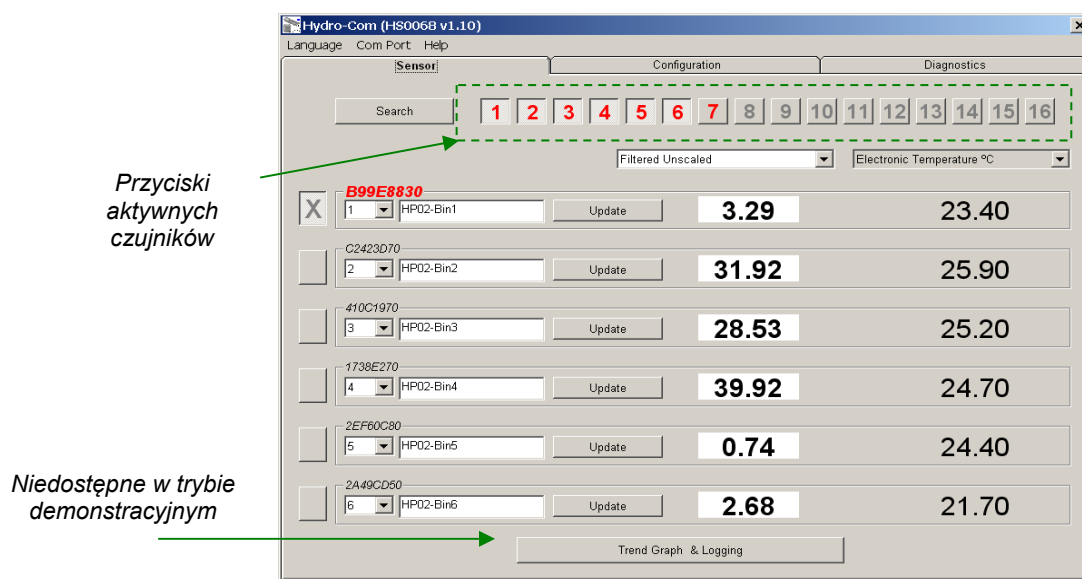 Hydro-Com (HS0068 v1.10)
Language Com Port Help
Sensor Configuration Diagnostics
Search 1 2 3 4 5 6 7 8 9 10 11 12 13 14 15 16
Filtered Unscaled Electronic Temperature ºC
Przyciski
aktywnych
czujników
B99E8830
X 1 HP02-Bin1 Update 3.29 23.40
C2423D70
2 HP02-Bin2 Update 31.92 25.90
410C1970
3 HP02-Bin3 Update 28.53 25.20
1738E270
4 HP02-Bin4 Update 39.92 24.70
2EF60C80
5 HP02-Bin5 Update 0.74 24.40
Niedostępne w trybie
demonstracyjnym
2A49CD50
6 HP02-Bin6 Update 2.68 21.70
Trend Graph & Logging